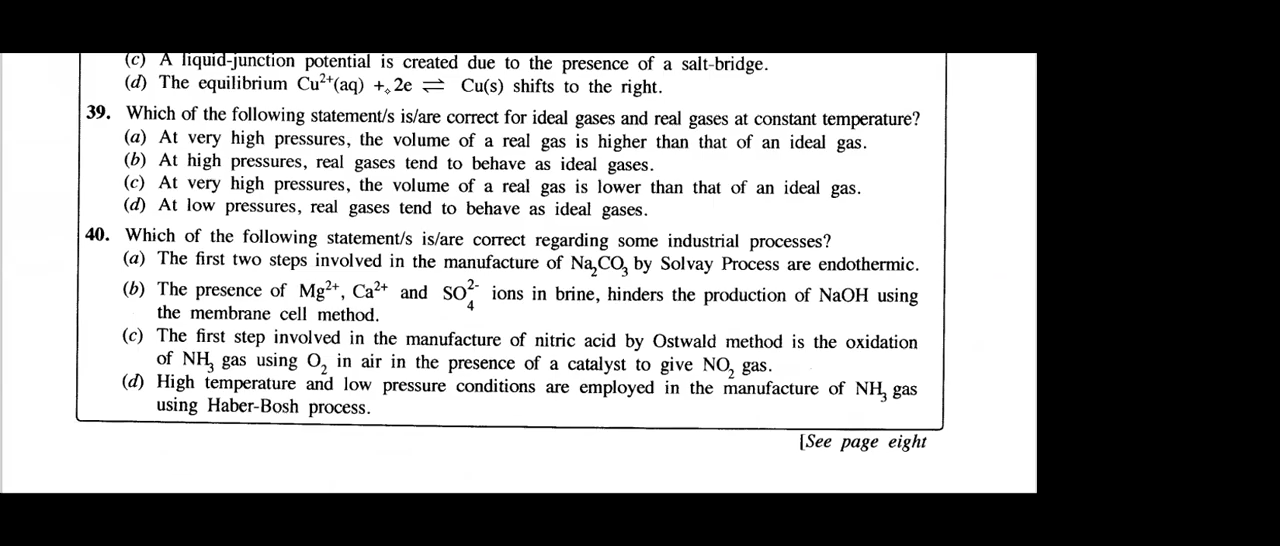 (c) A liquid-junction potential is created due to the presence of a salt-bridge.
(d) The equilibrium Cu²⁺(aq) + 2e ⇌ Cu(s) shifts to the right.
39. Which of the following statement/s is/are correct for ideal gases and real gases at constant temperature?
(a) At very high pressures, the volume of a real gas is higher than that of an ideal gas.
(b) At high pressures, real gases tend to behave as ideal gases.
(c) At very high pressures, the volume of a real gas is lower than that of an ideal gas.
(d) At low pressures, real gases tend to behave as ideal gases.
40. Which of the following statement/s is/are correct regarding some industrial processes?
(a) The first two steps involved in the manufacture of Na₂CO₃ by Solvay Process are endothermic.
(b) The presence of Mg²⁺, Ca²⁺ and SO₄²⁻ ions in brine, hinders the production of NaOH using
the membrane cell method.
(c) The first step involved in the manufacture of nitric acid by Ostwald method is the oxidation
of NH₃ gas using O₂ in air in the presence of a catalyst to give NO₂ gas.
(d) High temperature and low pressure conditions are employed in the manufacture of NH₃ gas
using Haber-Bosh process.
[See page eight